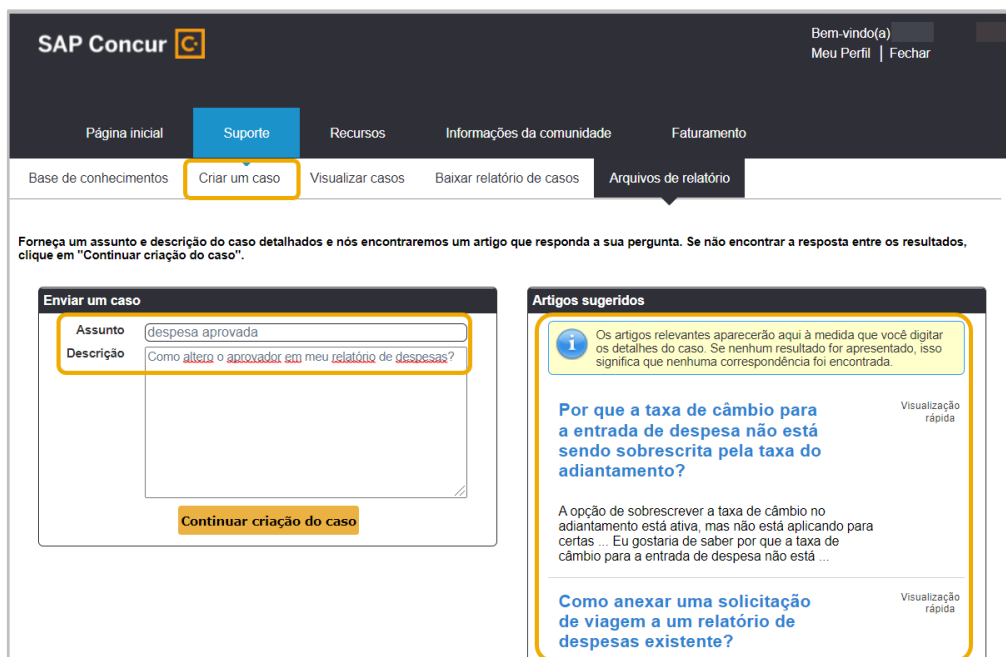 SAP Concur
Bem-vindo(a)
Meu Perfil | Fechar
Página inicial Suporte Recursos Informações da comunidade Faturamento
Base de conhecimentos Criar um caso Visualizar casos Baixar relatório de casos Arquivos de relatório
Forneça um assunto e descrição do caso detalhados e nós encontraremos um artigo que responda a sua pergunta. Se não encontrar a resposta entre os resultados,
clique em "Continuar criação do caso".
Enviar um caso
Assunto despesa aprovada
Descrição Como altero o aprovador em meu relatório de despesas?
Continuar criação do caso
Artigos sugeridos
Os artigos relevantes aparecerão aqui à medida que você digitar
os detalhes do caso. Se nenhum resultado for apresentado, isso
significa que nenhuma correspondência foi encontrada.
Por que a taxa de câmbio para
a entrada de despesa não está
sendo sobrescrita pela taxa do
adiantamento?
Visualização
rápida
A opção de sobrescrever a taxa de câmbio no
adiantamento está ativa, mas não está aplicando para
certas ... Eu gostaria de saber por que a taxa de
câmbio para a entrada de despesa não está ...
Como anexar uma solicitação
de viagem a um relatório de
despesas existente?
Visualização
rápida